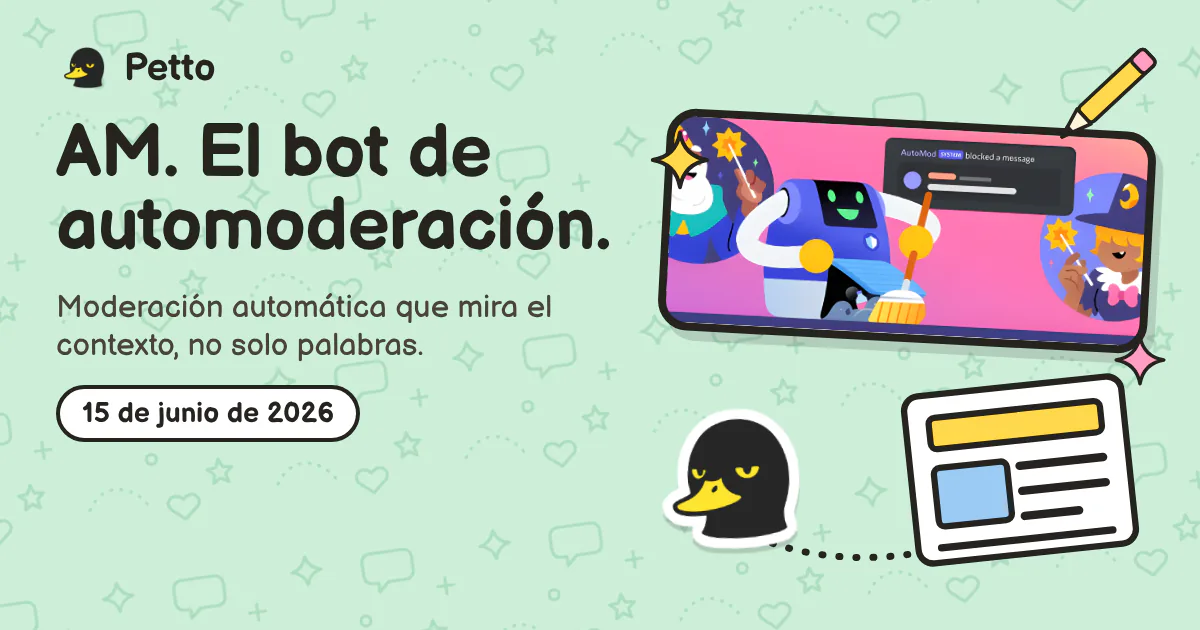 Petto
AM. El bot de
automoderación.
Moderación automática que mira el
contexto, no solo palabras.
15 de junio de 2026
AutoMod SYSTEM blocked a message